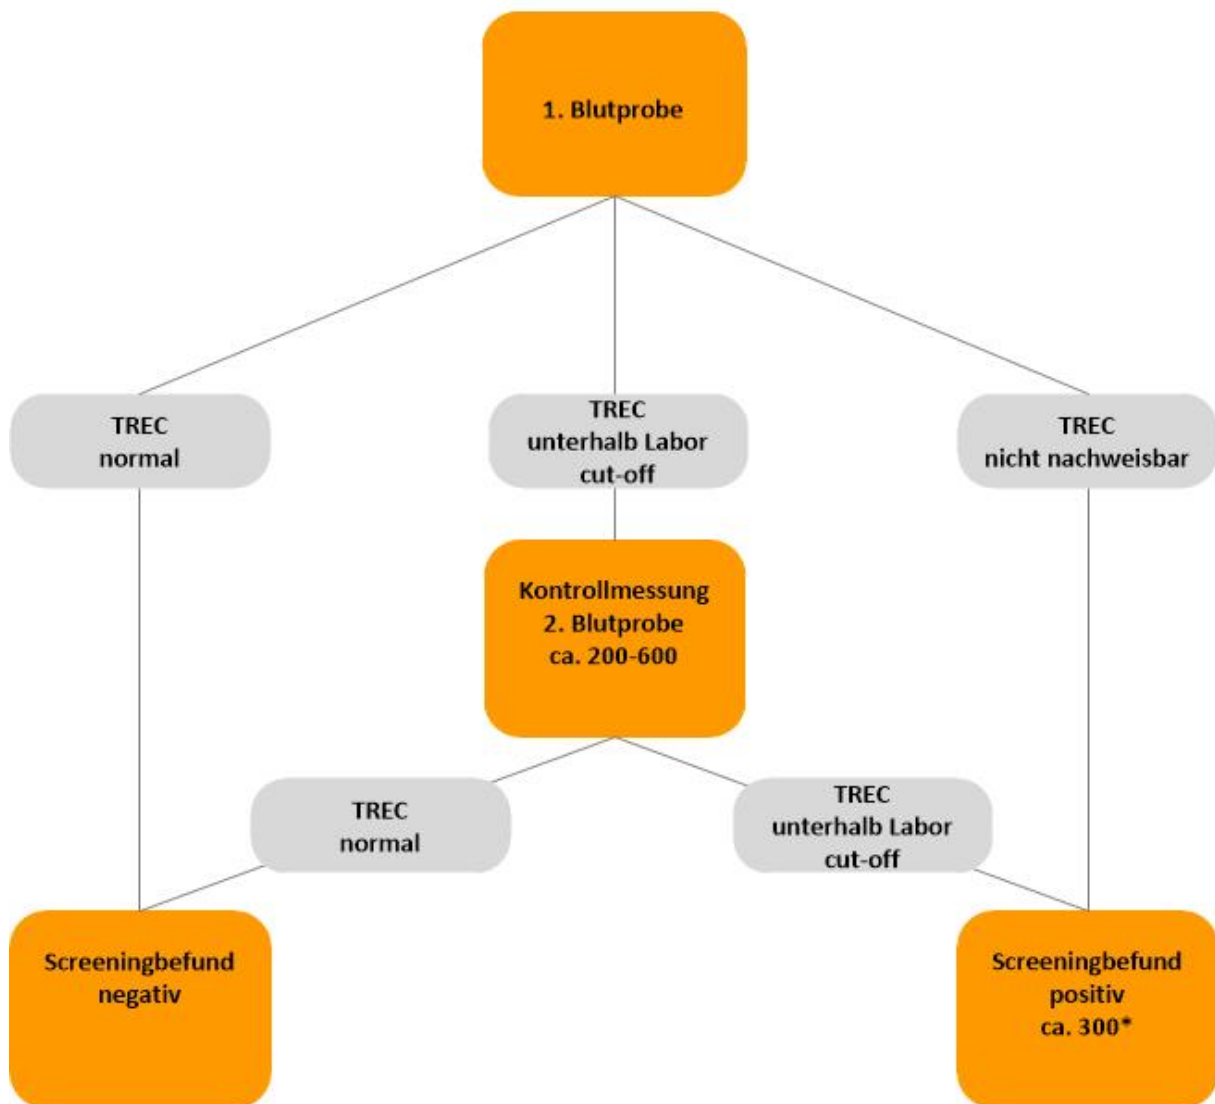 1. Blutprobe
TREC
normal
TREC
unterhalb Labor
cut-off
TREC
nicht nachweisbar
Kontrollmessung
2. Blutprobe
ca. 200-600
TREC
normal
TREC
unterhalb Labor
cut-off
Screeningbefund
negativ
Screeningbefund
positiv
ca. 300*